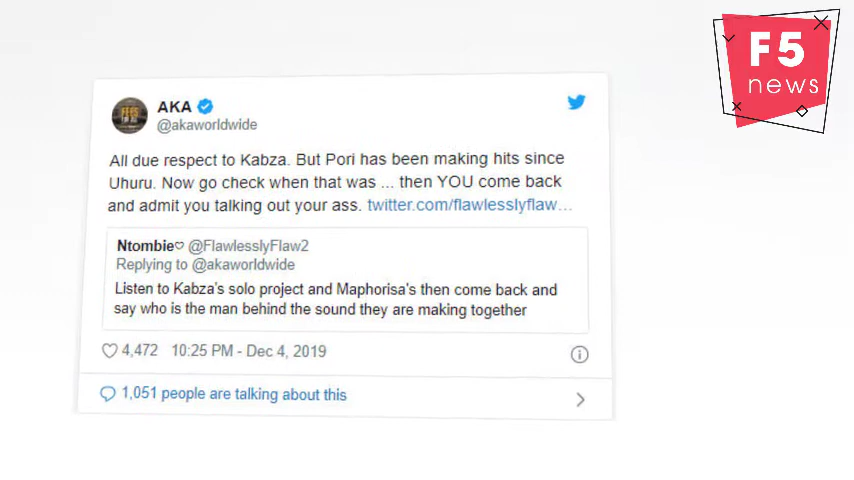 F5
news
AKA
@akaworldwide
All due respect to Kabza. But Pori has been making hits since
Uhuru. Now go check when that was ... then YOU come back
and admit you talking out your ass. twitter.com/flawlesslyflaw…
Ntombie♡ @FlawlesslyFlaw2
Replying to @akaworldwide
Listen to Kabza's solo project and Maphorisa's then come back and
say who is the man behind the sound they are making together
4,472 10:25 PM - Dec 4, 2019
1,051 people are talking about this